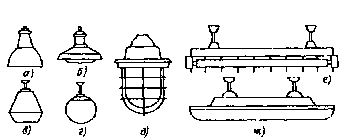 а) б)
е)
в) г) д) ж)